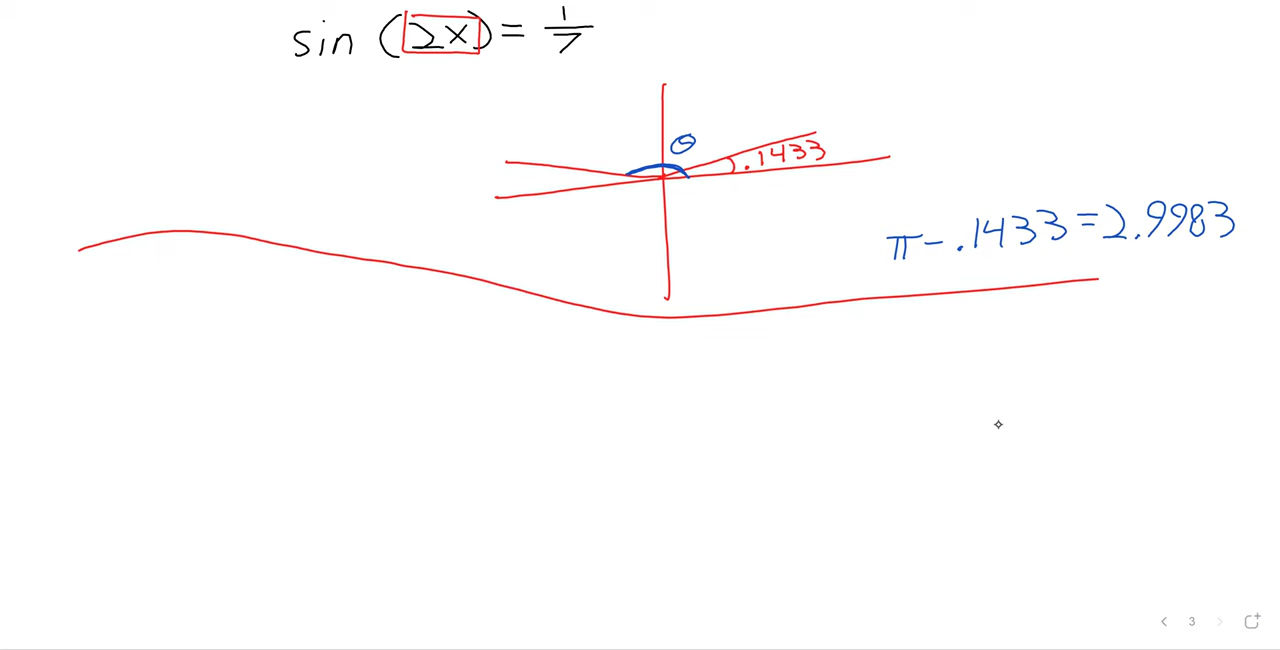 sin (2x) = 1/7
θ
.1433
π - .1433 = 2.9983
3